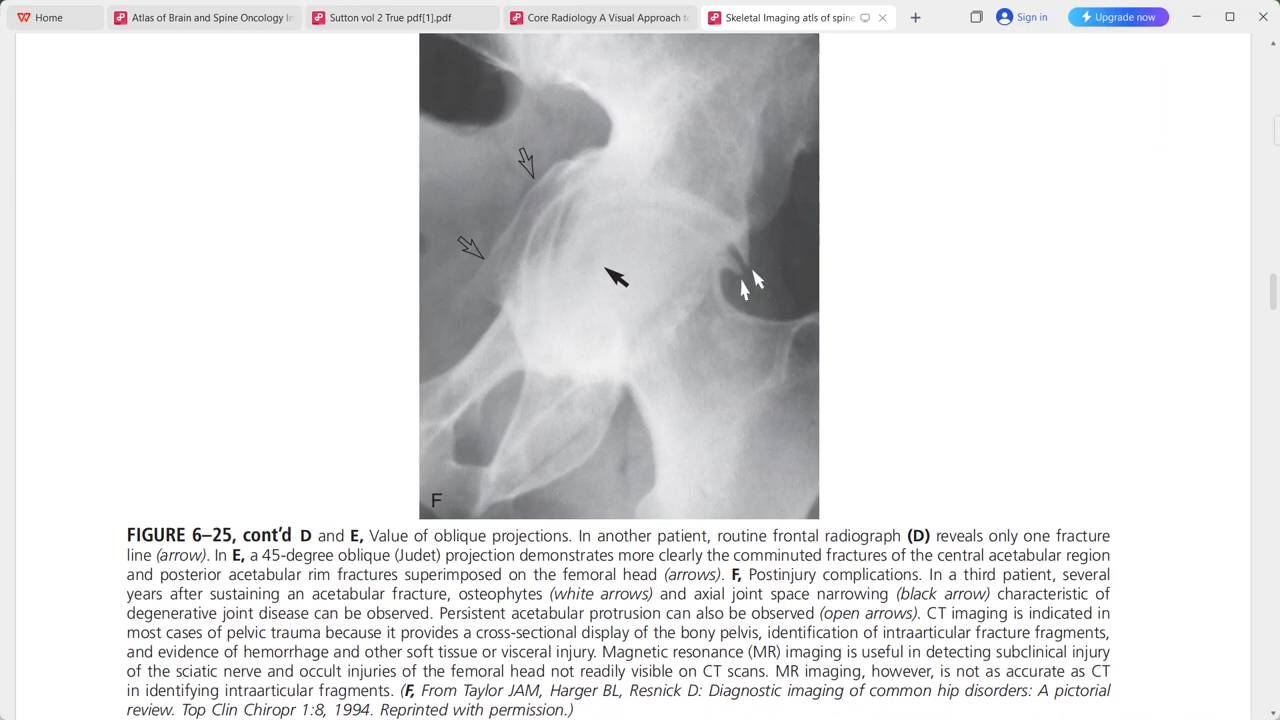 Home
Atlas of Brain and Spine Oncology I
Sutton vol 2 True pdf[1].pdf
Core Radiology A Visual Approach to
Skeletal Imaging atls of spine
Sign in
Upgrade now
F
FIGURE 6–25, cont'd D and E, Value of oblique projections. In another patient, routine frontal radiograph (D) reveals only one fracture
line (arrow). In E, a 45-degree oblique (Judet) projection demonstrates more clearly the comminuted fractures of the central acetabular region
and posterior acetabular rim fractures superimposed on the femoral head (arrows). F, Postinjury complications. In a third patient, several
years after sustaining an acetabular fracture, osteophytes (white arrows) and axial joint space narrowing (black arrow) characteristic of
degenerative joint disease can be observed. Persistent acetabular protrusion can also be observed (open arrows). CT imaging is indicated in
most cases of pelvic trauma because it provides a cross-sectional display of the bony pelvis, identification of intraarticular fracture fragments,
and evidence of hemorrhage and other soft tissue or visceral injury. Magnetic resonance (MR) imaging is useful in detecting subclinical injury
of the sciatic nerve and occult injuries of the femoral head not readily visible on CT scans. MR imaging, however, is not as accurate as CT
in identifying intraarticular fragments. (F, From Taylor JAM, Harger BL, Resnick D: Diagnostic imaging of common hip disorders: A pictorial
review. Top Clin Chiropr 1:8, 1994. Reprinted with permission.)